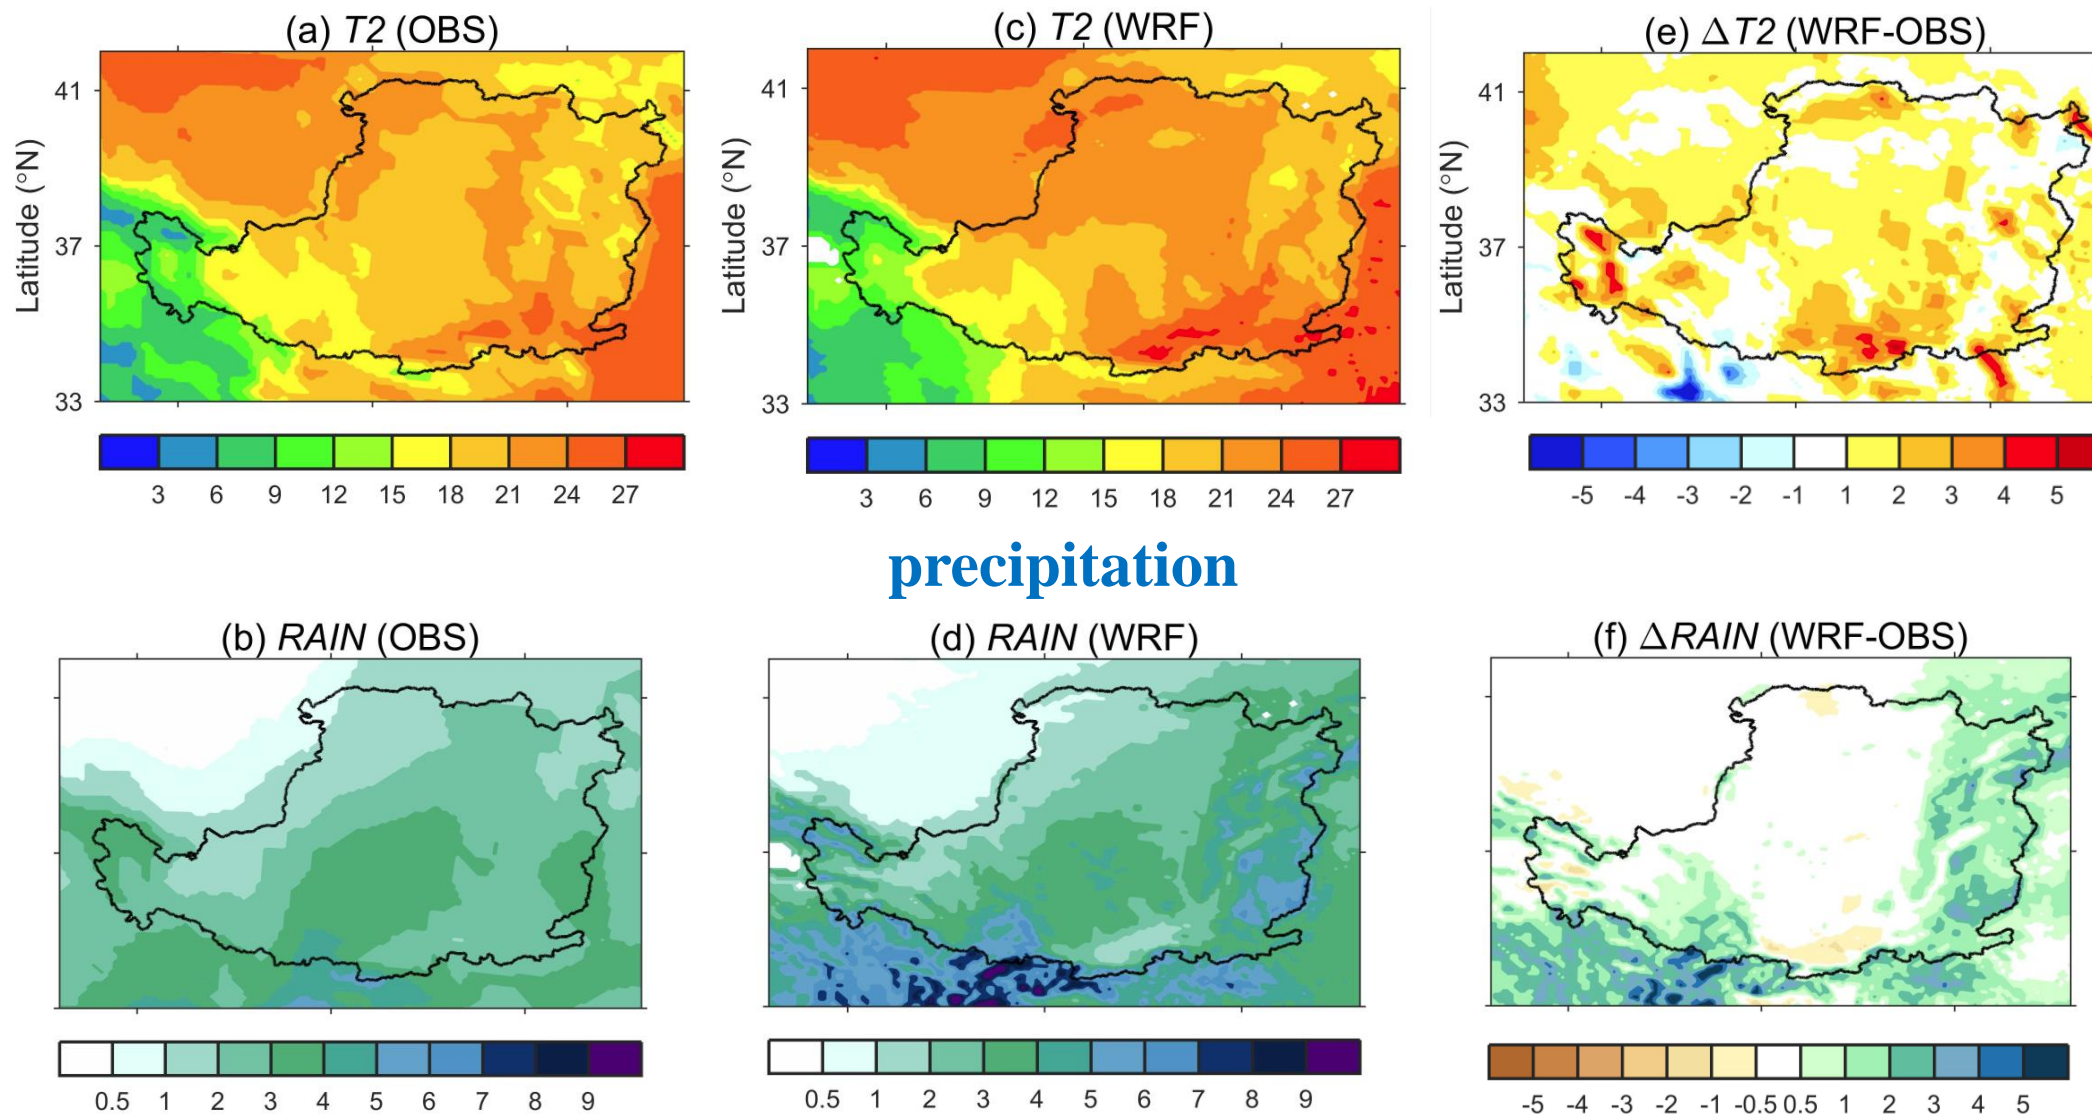 (a) T2 (OBS)
(c) T2 (WRF)
(e) ΔT2 (WRF-OBS)
Latitude (°N)
41
37
33
Latitude (°N)
41
37
33
Latitude (°N)
41
37
33
3 6 9 12 15 18 21 24 27
3 6 9 12 15 18 21 24 27
-5 -4 -3 -2 -1 1 2 3 4 5
precipitation
(b) RAIN (OBS)
(d) RAIN (WRF)
(f) ΔRAIN (WRF-OBS)
0.5 1 2 3 4 5 6 7 8 9
0.5 1 2 3 4 5 6 7 8 9
-5 -4 -3 -2 -1 -0.5 0.5 1 2 3 4 5